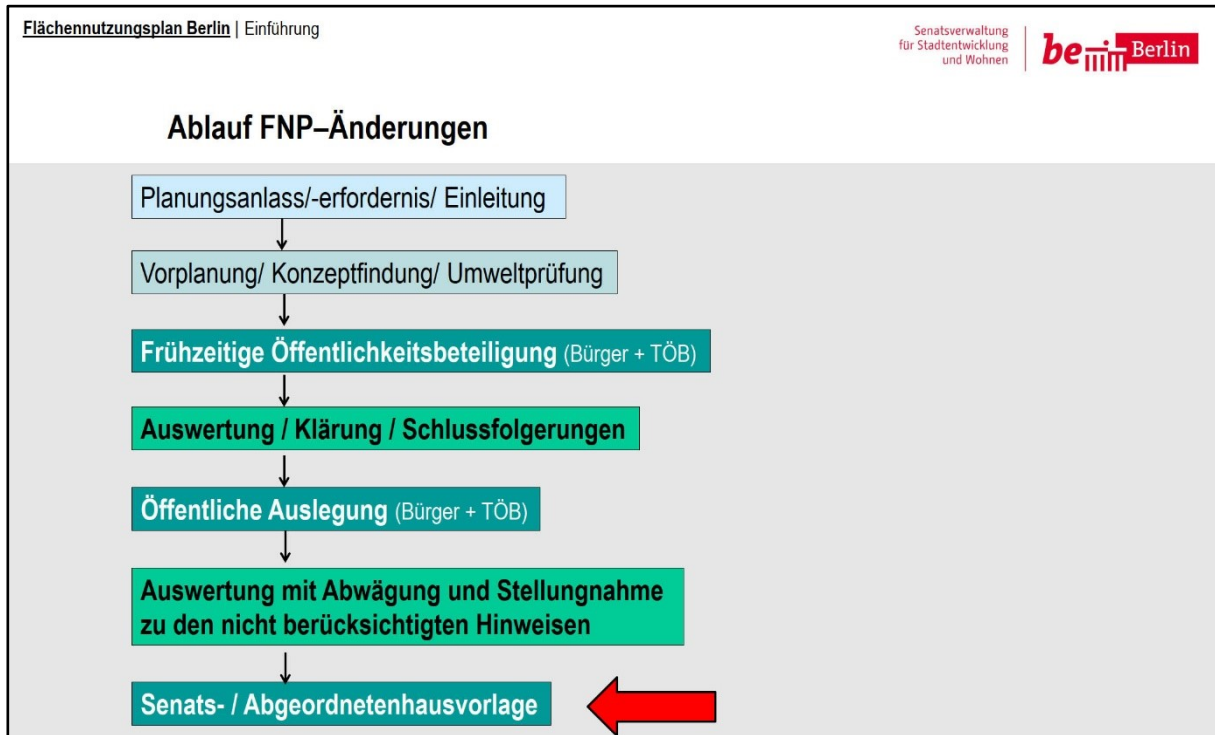 Flächennutzungsplan Berlin | Einführung
Senatsverwaltung
für Stadtentwicklung
und Wohnen
be Berlin
Ablauf FNP–Änderungen
Planungsanlass/-erfordernis/ Einleitung
Vorplanung/ Konzeptfindung/ Umweltprüfung
Frühzeitige Öffentlichkeitsbeteiligung (Bürger + TÖB)
Auswertung / Klärung / Schlussfolgerungen
Öffentliche Auslegung (Bürger + TÖB)
Auswertung mit Abwägung und Stellungnahme
zu den nicht berücksichtigten Hinweisen
Senats- / Abgeordnetenhausvorlage